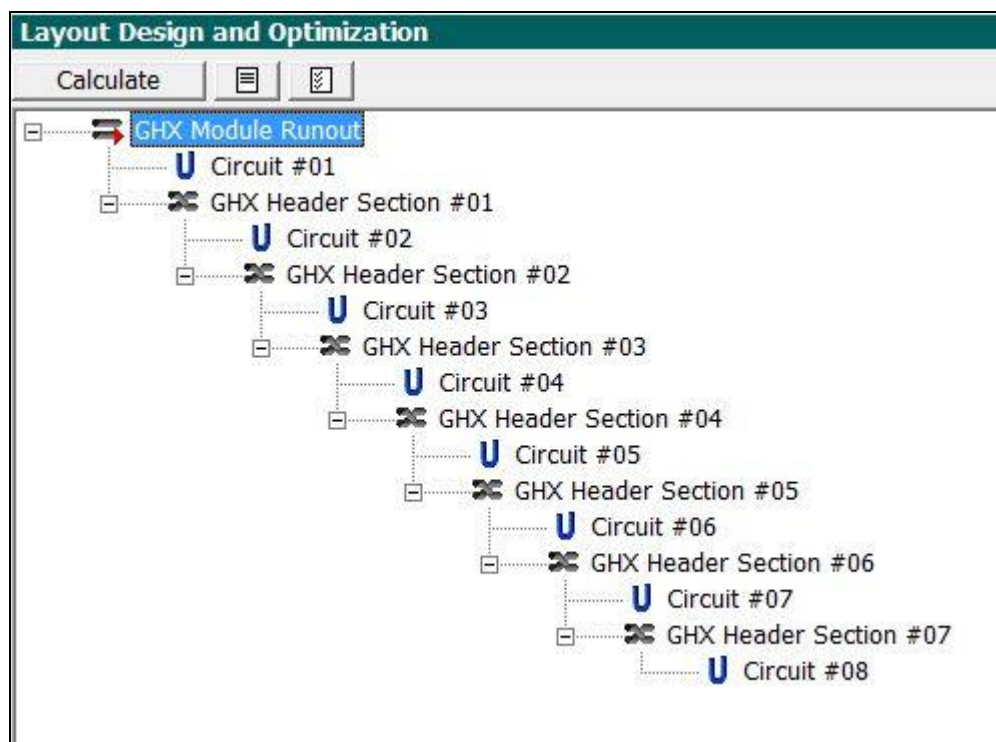 Layout Design and Optimization
Calculate
GHX Module Runout
Circuit #01
GHX Header Section #01
Circuit #02
GHX Header Section #02
Circuit #03
GHX Header Section #03
Circuit #04
GHX Header Section #04
Circuit #05
GHX Header Section #05
Circuit #06
GHX Header Section #06
Circuit #07
GHX Header Section #07
Circuit #08